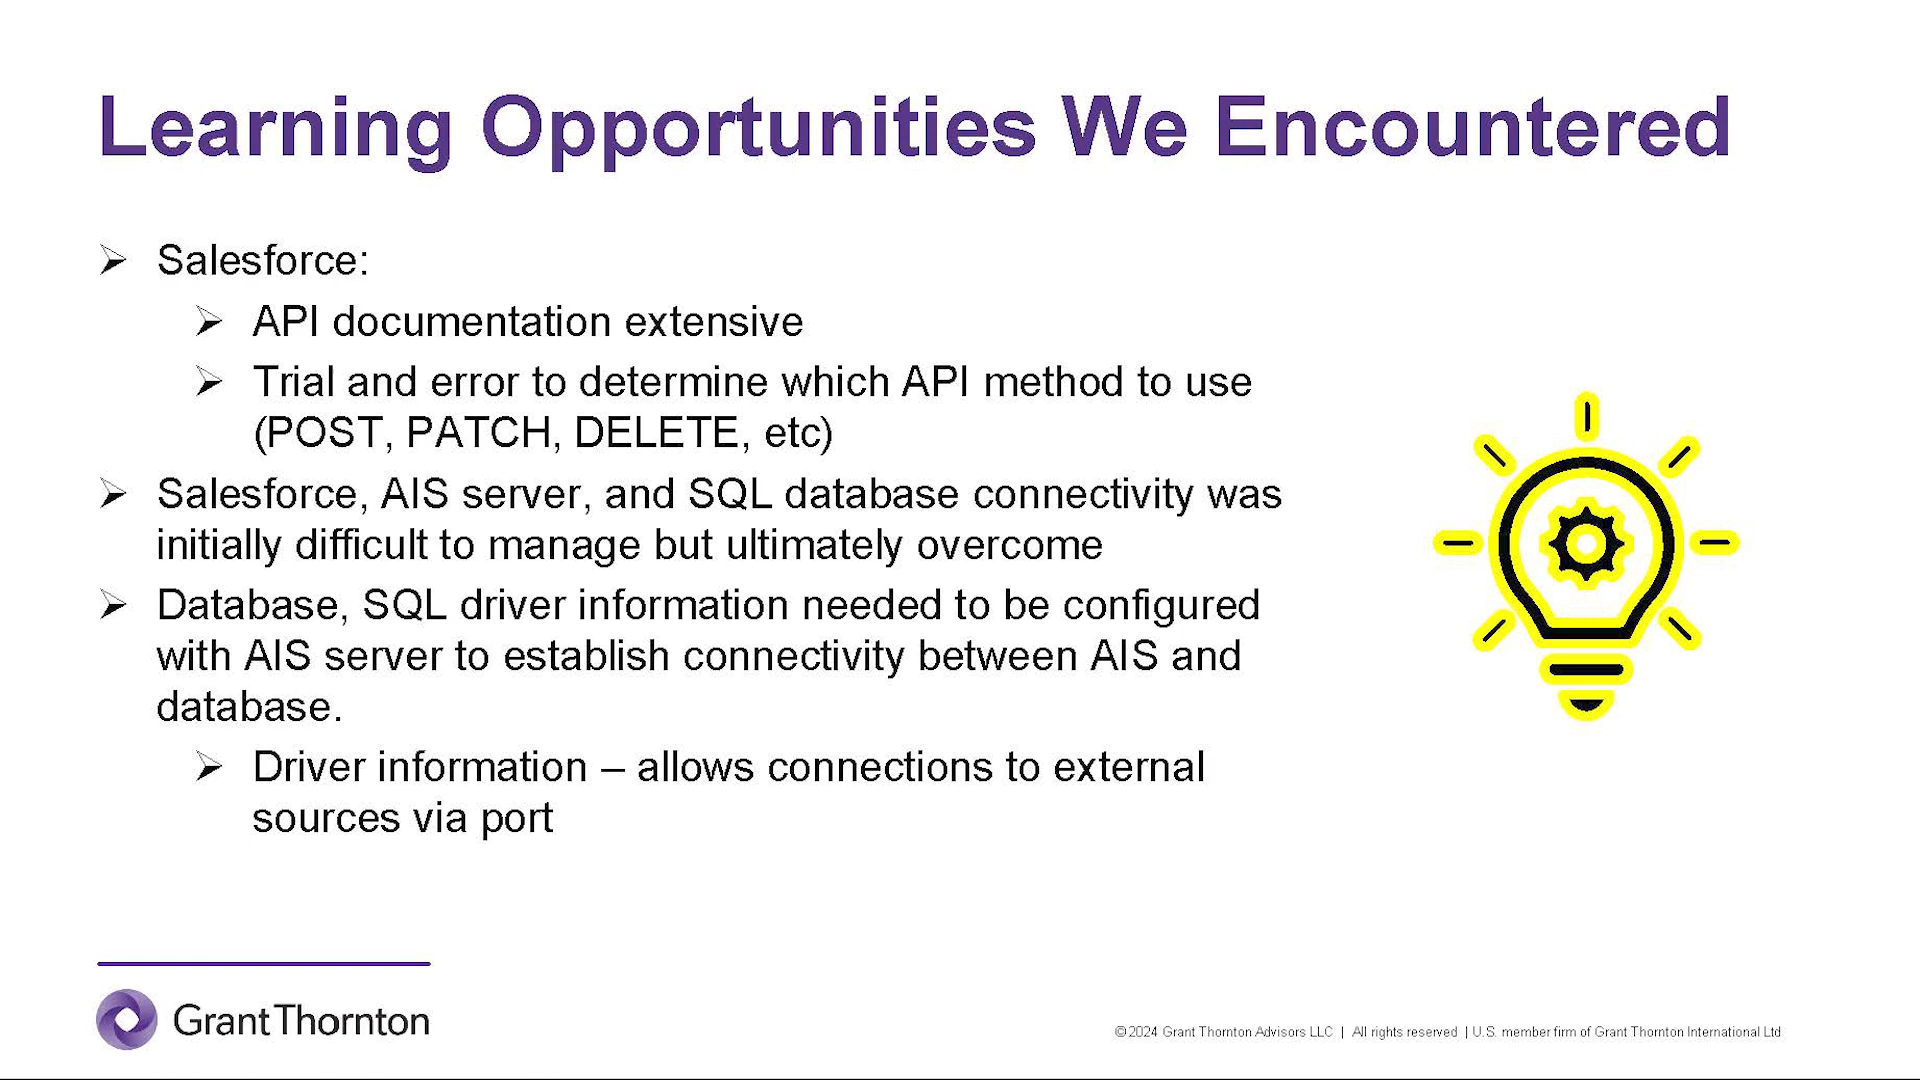 Learning Opportunities We Encountered
Salesforce:
API documentation extensive
Trial and error to determine which API method to use
(POST, PATCH, DELETE, etc)
Salesforce, AIS server, and SQL database connectivity was
initially difficult to manage but ultimately overcome
Database, SQL driver information needed to be configured
with AIS server to establish connectivity between AIS and
database.
Driver information – allows connections to external
sources via port
Grant Thornton
©2024 Grant Thornton Advisors LLC | All rights reserved | U.S. member firm of Grant Thornton International Ltd